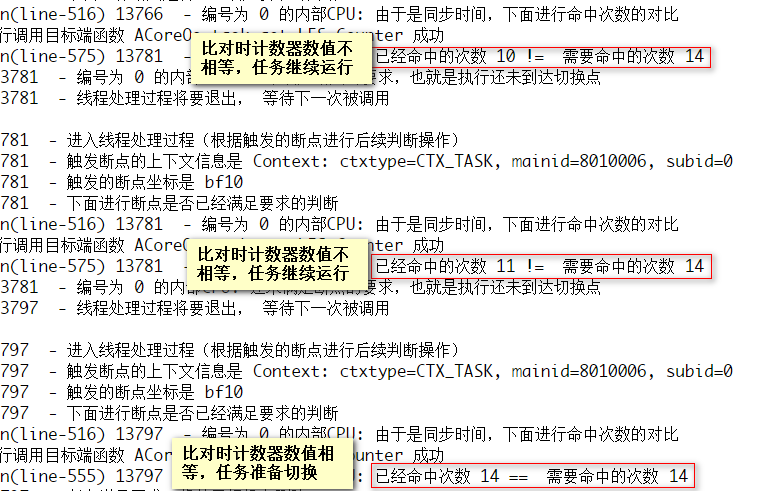 n(line-516) 13766 - 编号为 0 的内部CPU: 由于是同步时间，下面进行命中次数的对比
行调用目标端函数 ACoreOs Counter 成功
n(line-575) 13781 - 已经命中的次数 10 != 需要命中的次数 14
比对时计数器数值不
相等，任务继续运行
3781 - 编号为 0 的内部 要求，也就是执行还未到达切换点
3781 - 线程处理过程将要退出， 等待下一次被调用
781 - 进入线程处理过程（根据触发的断点进行后续判断操作）
781 - 触发断点的上下文信息是 Context: ctxtype=CTX_TASK, mainid=8010006, subid=0
781 - 触发的断点坐标是 bf10
781 - 下面进行断点是否已经满足要求的判断
n(line-516) 13781 - 编号为 0 的内部CPU: 由于是同步时间，下面进行命中次数的对比
行调用目标端函数 Counter 成功
n(line-575) 13781 - 已经命中的次数 11 != 需要命中的次数 14
比对时计数器数值不
相等，任务继续运行
3781 - 编号为 0 的内部CPU: 要求，也就是执行还未到达切换点
3797 - 线程处理过程将要退出， 等待下一次被调用
797 - 进入线程处理过程（根据触发的断点进行后续判断操作）
797 - 触发断点的上下文信息是 Context: ctxtype=CTX_TASK, mainid=8010006, subid=0
797 - 触发的断点坐标是 bf10
797 - 下面进行断点是否已经满足要求的判断
n(line-516) 13797 - 编号为 0 的内部CPU: 由于是同步时间，下面进行命中次数的对比
行调用目标端函数 Counter 成功
n(line-555) 13797 : 已经命中次数 14 == 需要命中的次数 14
比对时计数器数值相
等，任务准备切换